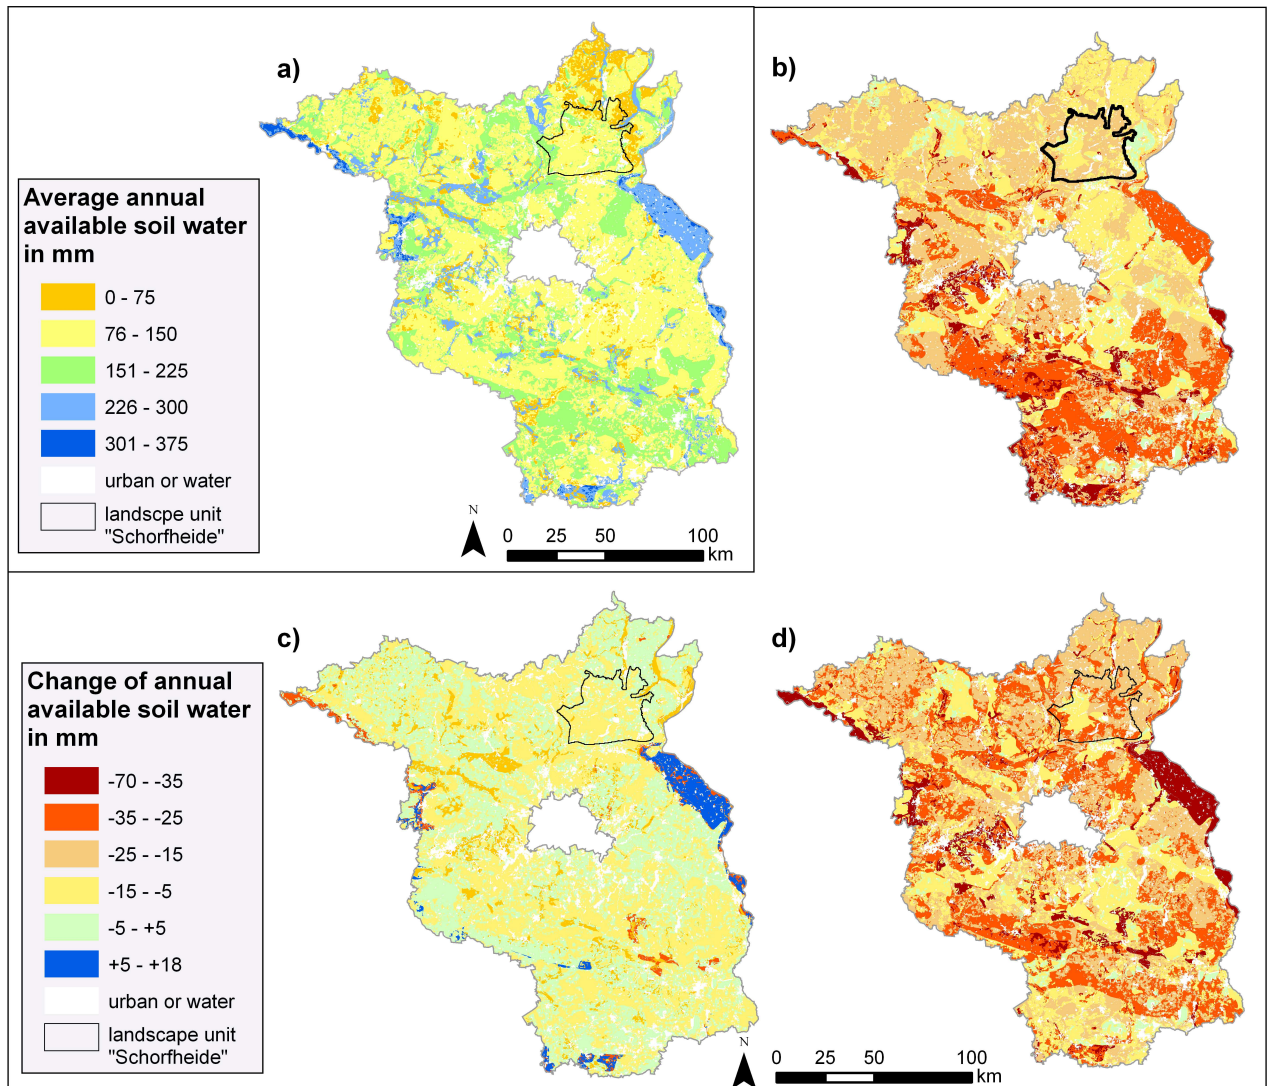 a)
b)
Average annual
available soil water
in mm
0 - 75
76 - 150
151 - 225
226 - 300
301 - 375
urban or water
landscpe unit
"Schorfheide"
N
0 25 50 100
km
c)
d)
Change of annual
available soil water
in mm
-70 - -35
-35 - -25
-25 - -15
-15 - -5
-5 - +5
+5 - +18
urban or water
landscape unit
"Schorfheide"
N
0 25 50 100
km